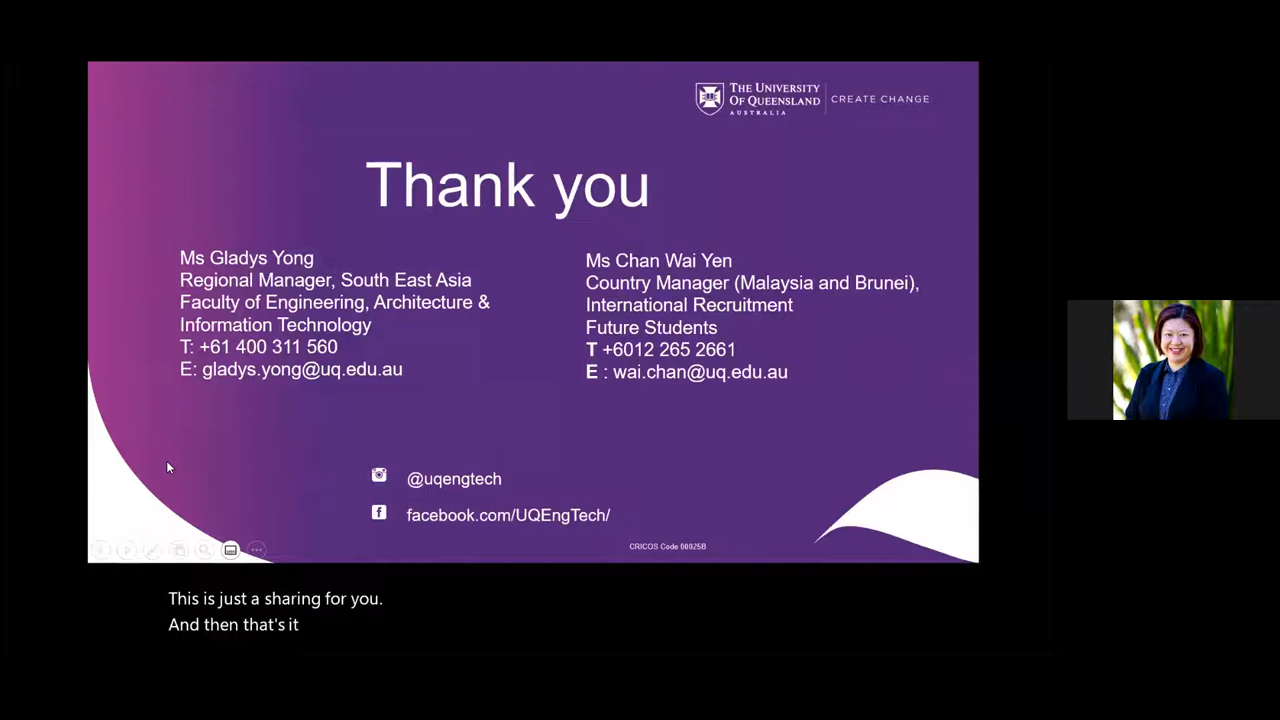 THE UNIVERSITY
OF QUEENSLAND
AUSTRALIA
CREATE CHANGE
Thank you
Ms Gladys Yong
Regional Manager, South East Asia
Faculty of Engineering, Architecture &
Information Technology
T: +61 400 311 560
E: gladys.yong@uq.edu.au
Ms Chan Wai Yen
Country Manager (Malaysia and Brunei),
International Recruitment
Future Students
T +6012 265 2661
E : wai.chan@uq.edu.au
@uqengtech
facebook.com/UQEngTech/
CRICOS Code 00025B
This is just a sharing for you.
And then that's it